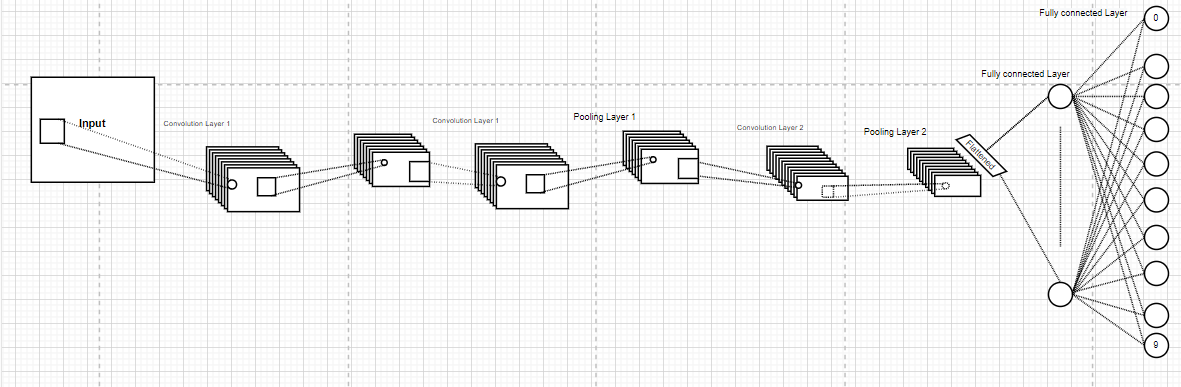 Input
Convolution Layer 1
Convolution Layer 1
Pooling Layer 1
Convolution Layer 2
Pooling Layer 2
Flattened
Fully connected Layer
Fully connected Layer
0
9